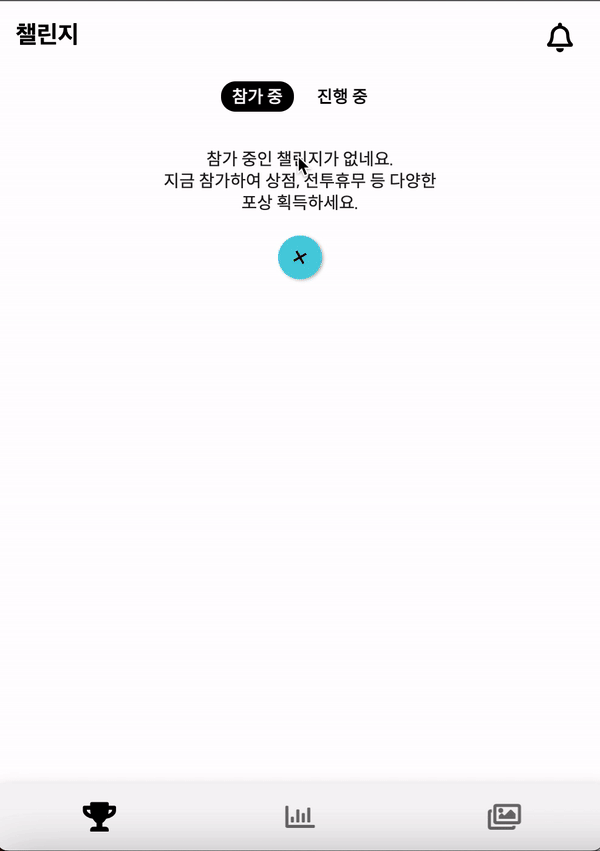 챌린지
참가 중
진행 중
참가 중인 챌린지가 없네요.
지금 참가하여 상점, 전투휴무 등 다양한
포상 획득하세요.